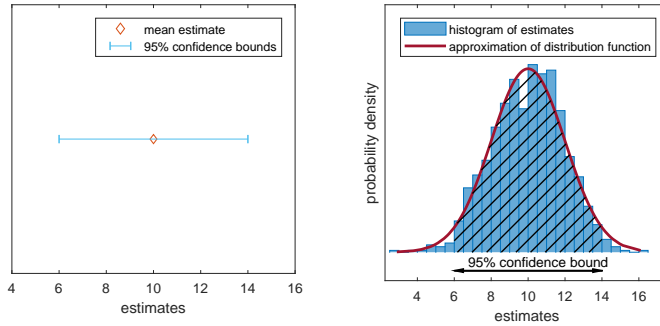 mean estimate
95% confidence bounds
4 6 8 10 12 14 16
estimates
histogram of estimates
approximation of distribution function
probability density
95% confidence bound
4 6 8 10 12 14 16
estimates